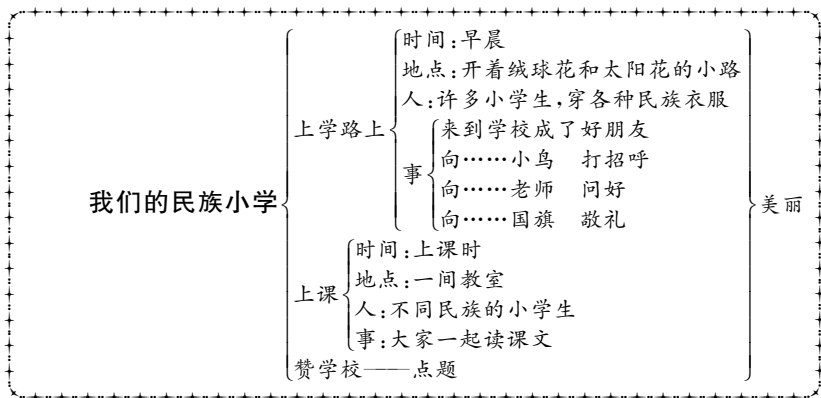 时间:早晨
地点:开着绒球花和太阳花的小路
人:许多小学生,穿各种民族衣服
上学路上
来到学校成了好朋友
事
向……小鸟 打招呼
向……老师 问好
向……国旗 敬礼
我们的民族小学
美丽
时间:上课时
地点:一间教室
上课
人:不同民族的小学生
事:大家一起读课文
赞学校——点题